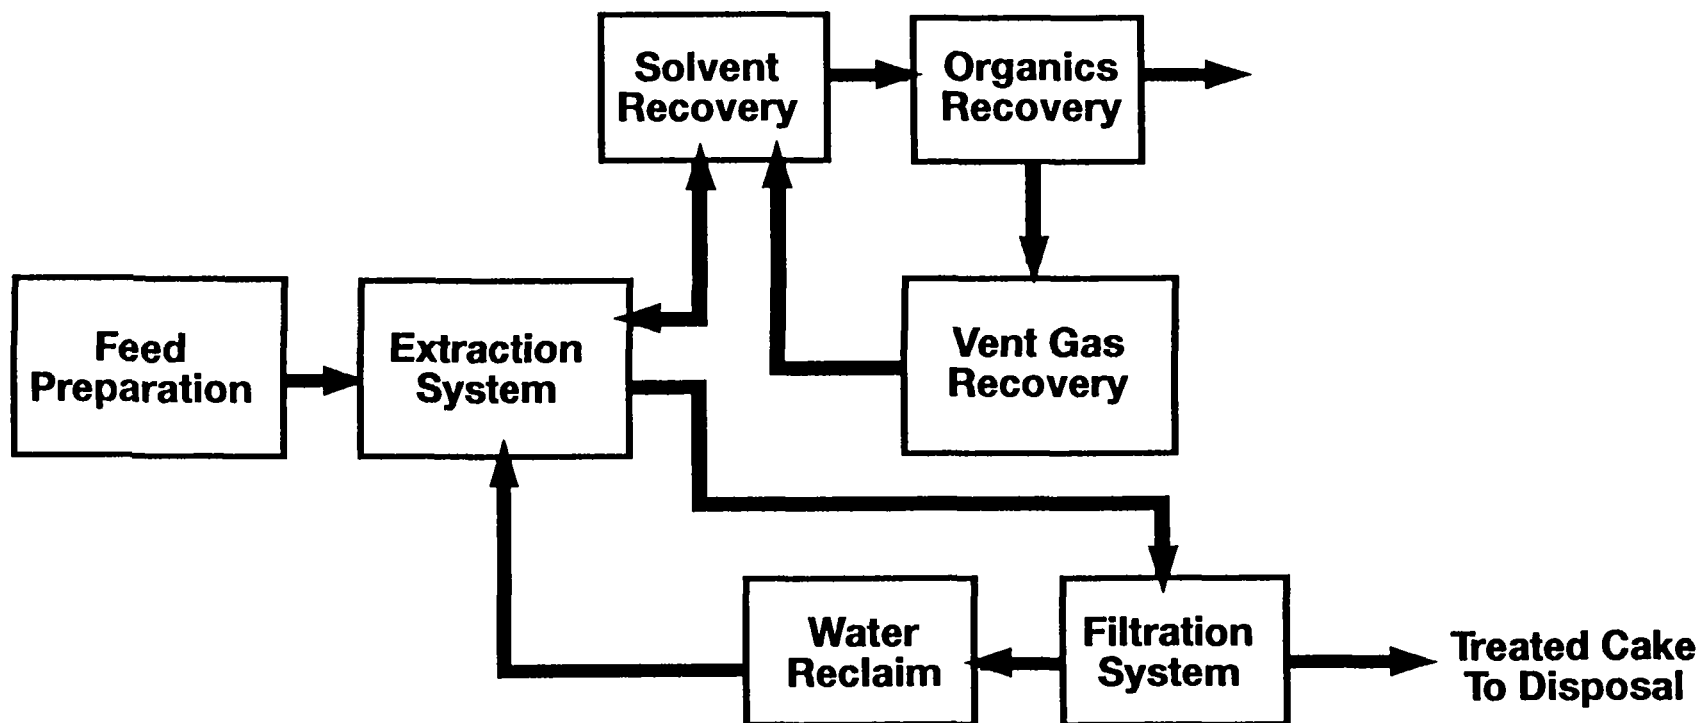 Solvent
Recovery
Organics
Recovery
Feed
Preparation
Extraction
System
Vent Gas
Recovery
Water
Reclaim
Filtration
System
Treated Cake
To Disposal